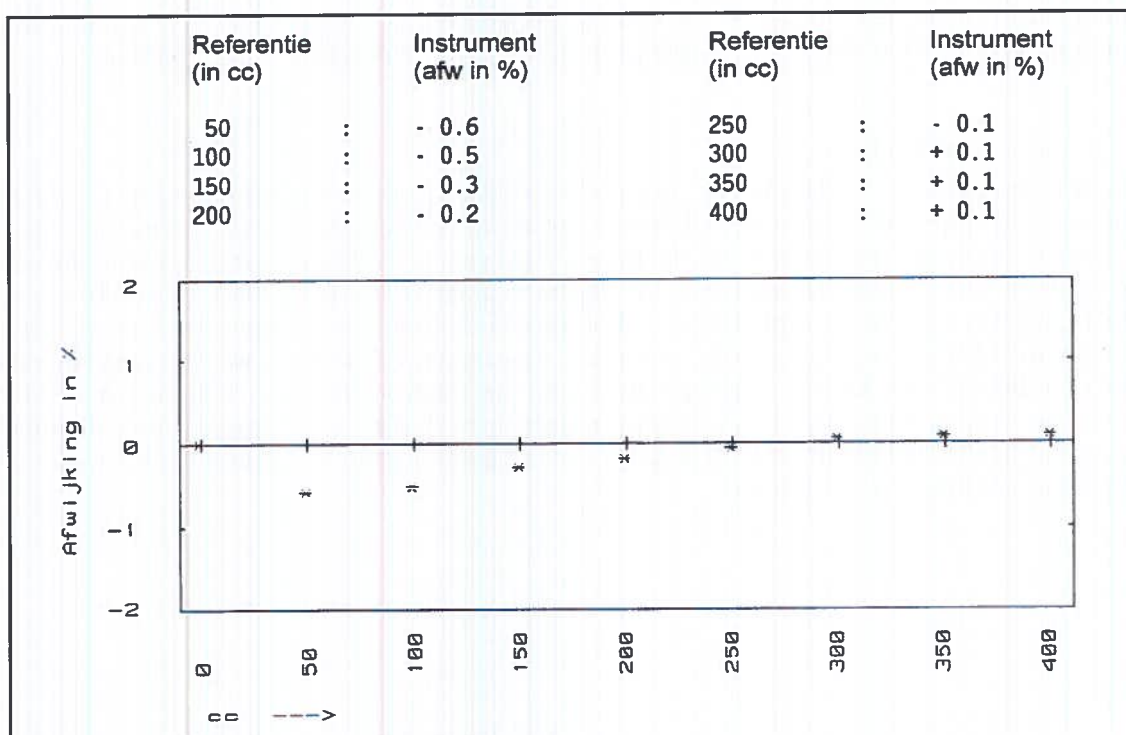 Referentie Instrument Referentie Instrument
(in cc) (afw in %) (in cc) (afw in %)
50 : - 0.6 250 : - 0.1
100 : - 0.5 300 : + 0.1
150 : - 0.3 350 : + 0.1
200 : - 0.2 400 : + 0.1
2
1
0
-1
-2
Afwijking in %
0 50 100 150 200 250 300 350 400
cc --->